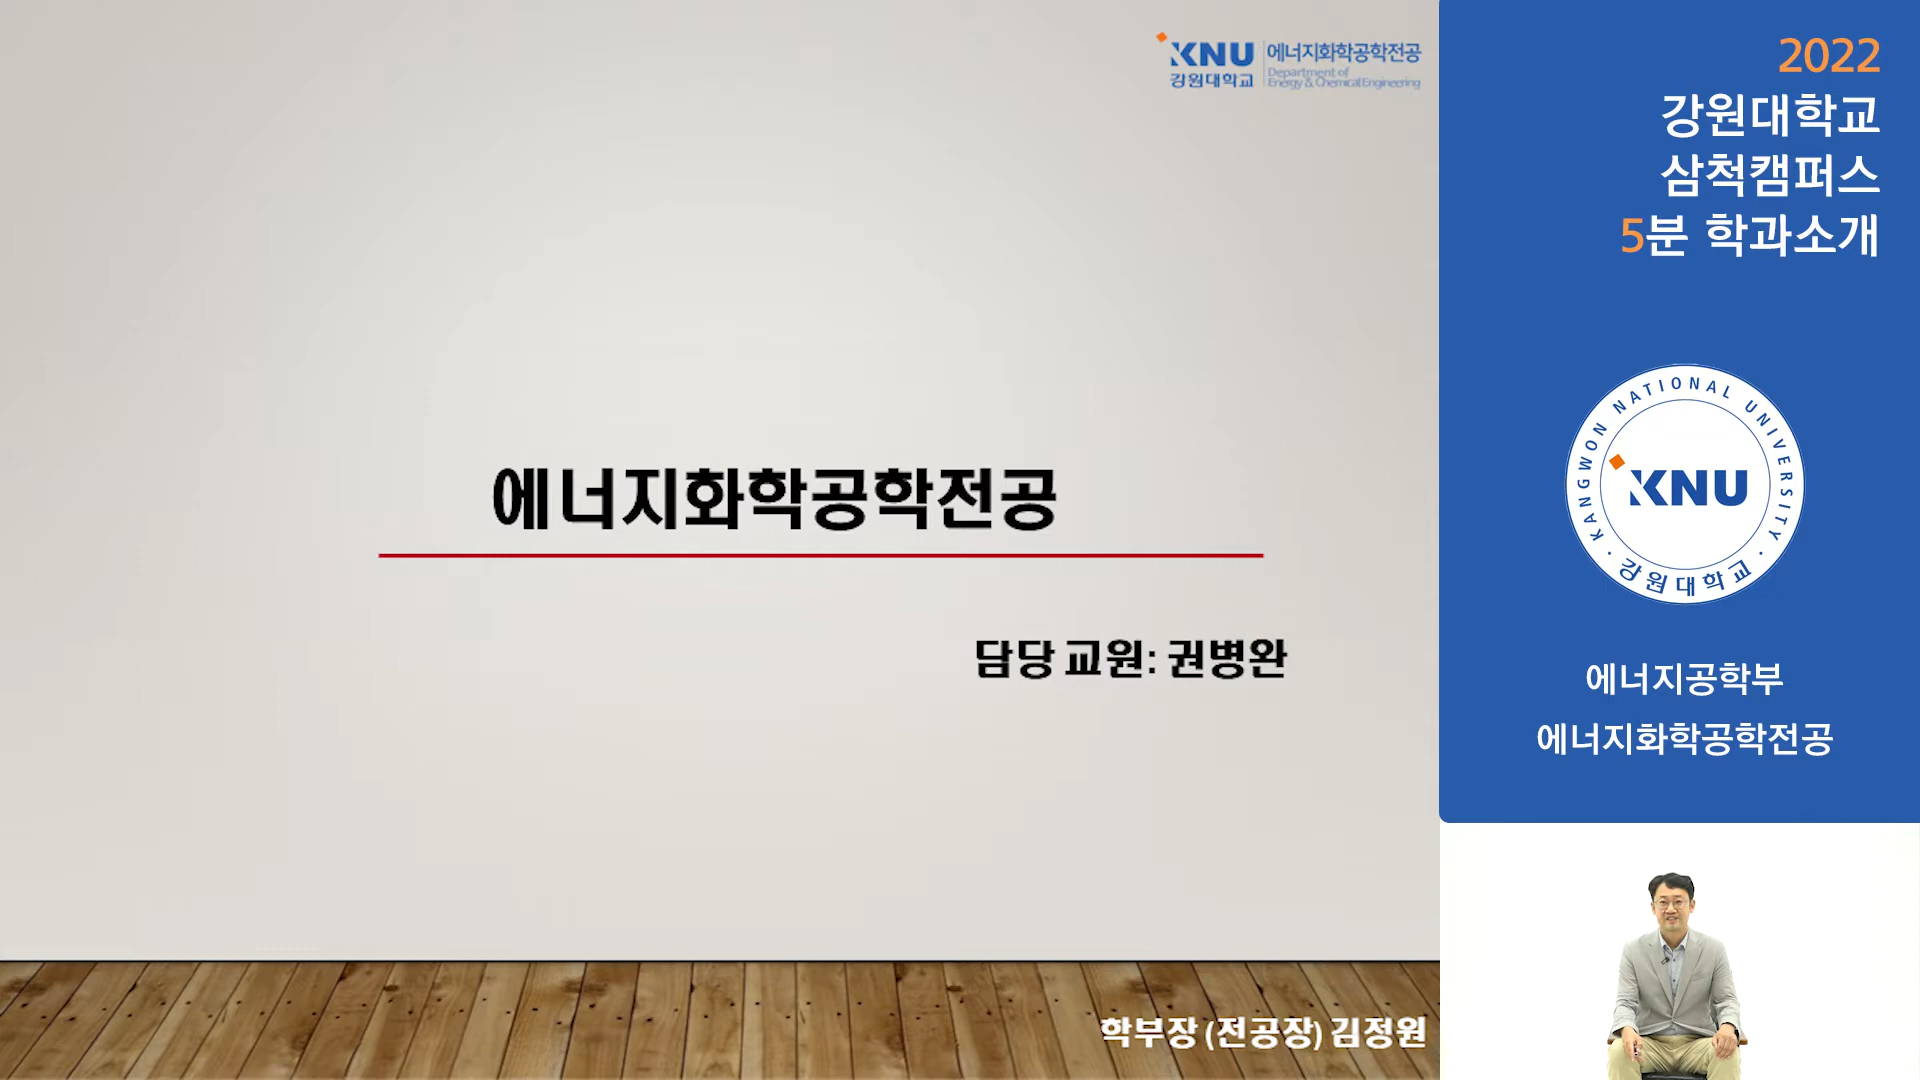 KNU
강원대학교
에너지화학공학전공
Department of
Energy & Chemical Engineering
에너지화학공학전공
담당 교원: 권병완
학부장 (전공장) 김정원
2022
강원대학교
삼척캠퍼스
5분 학과소개
KANGWON NATIONAL UNIVERSITY
KNU
강원대학교
에너지공학부
에너지화학공학전공